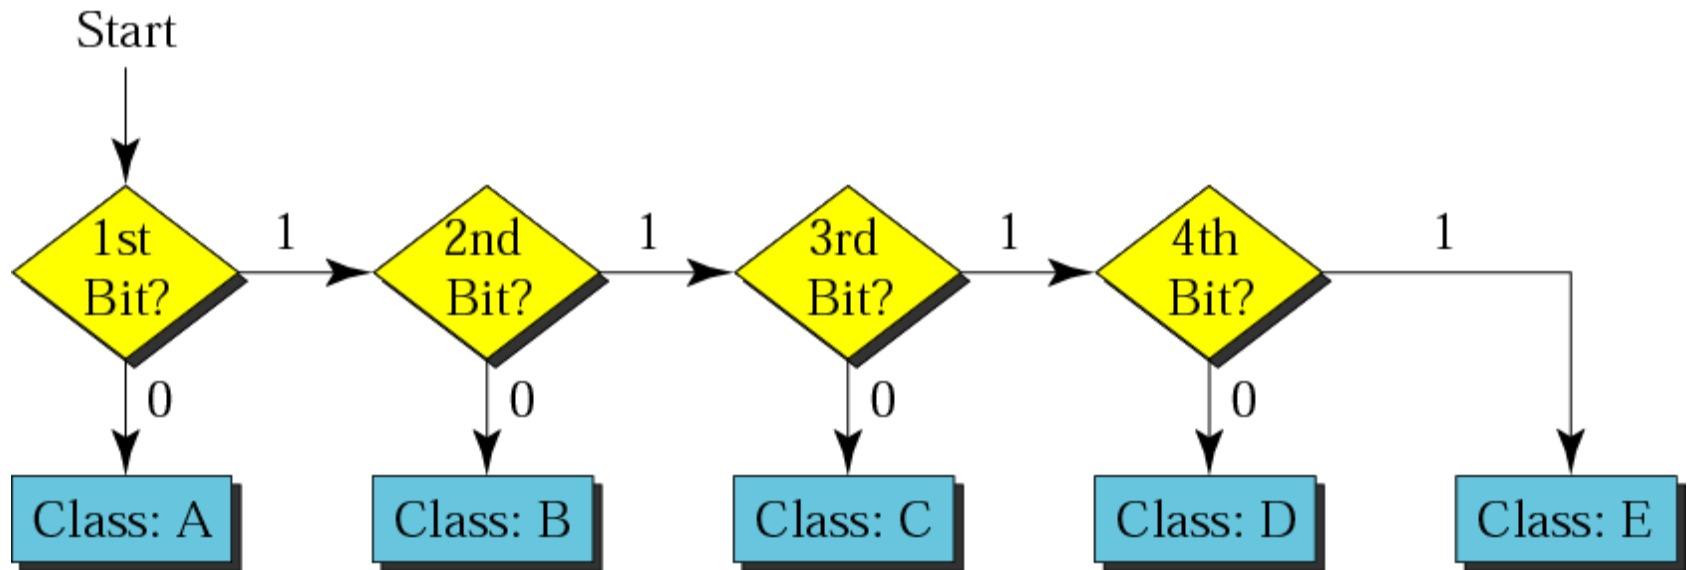 Start
1st
Bit?
1
2nd
Bit?
1
3rd
Bit?
1
4th
Bit?
1
0
0
0
0
Class: A
Class: B
Class: C
Class: D
Class: E